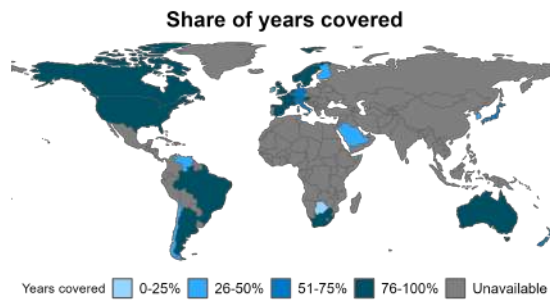 Share of years covered
Years covered 0-25% 26-50% 51-75% 76-100% Unavailable